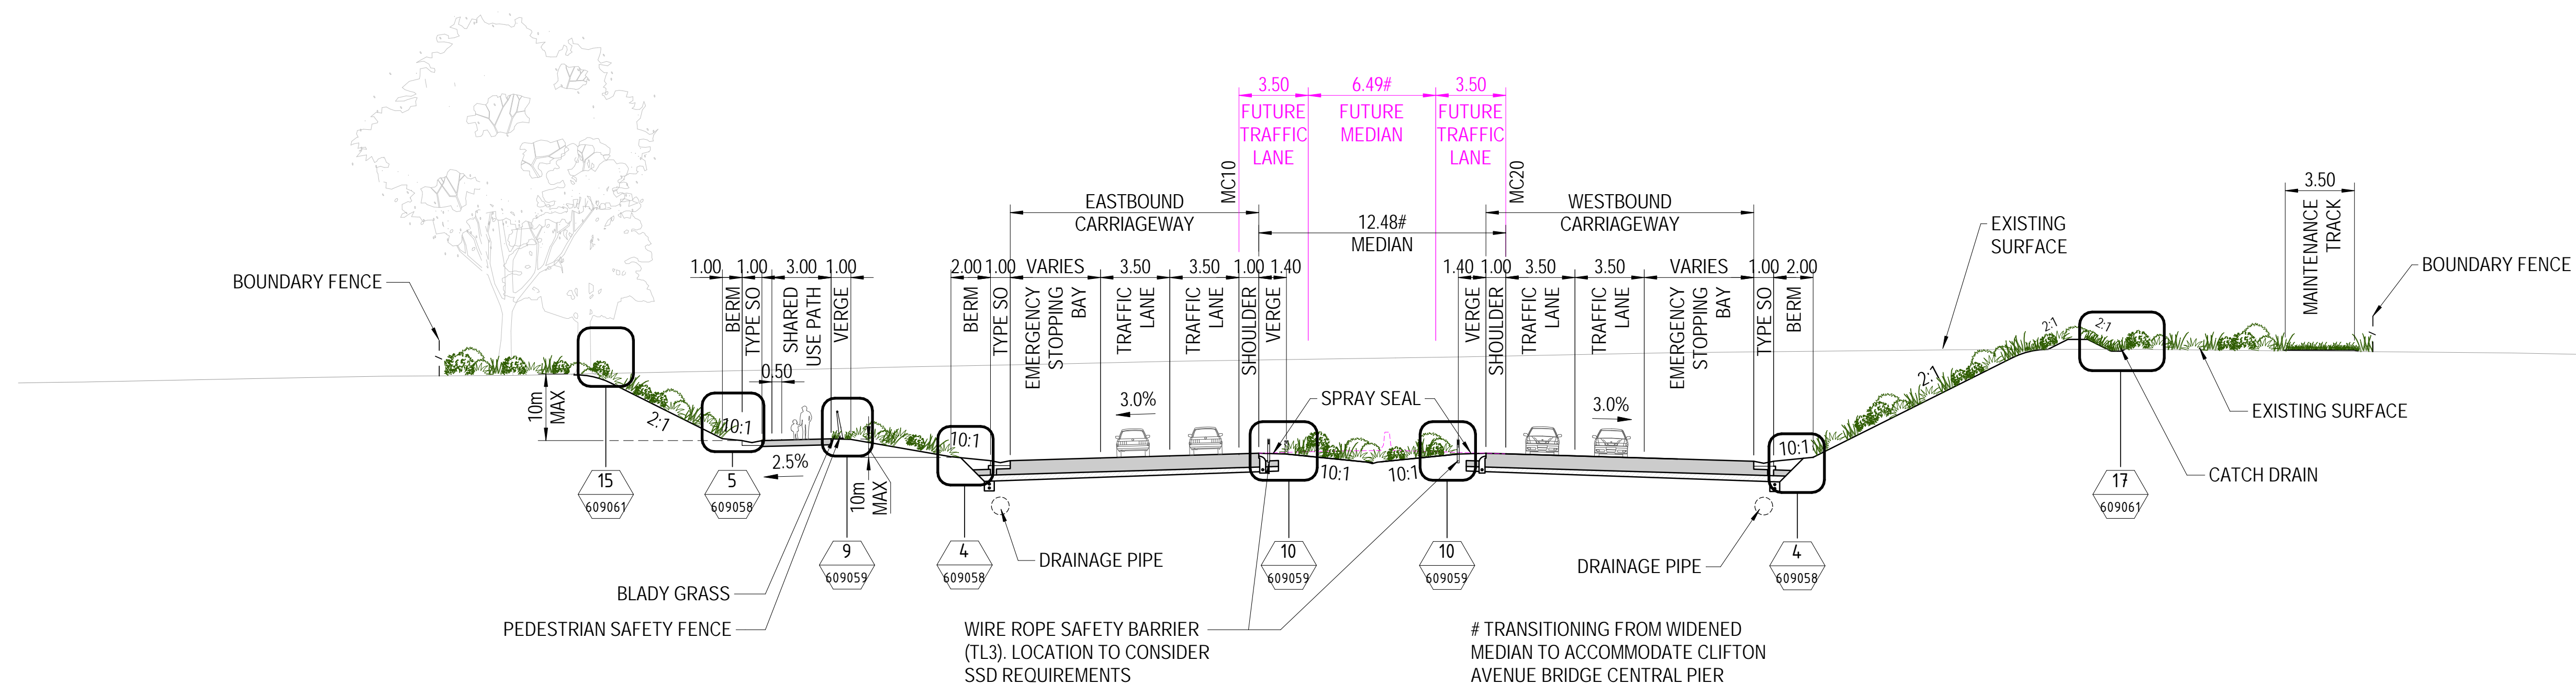 3.50
6.49#
3.50
FUTURE
TRAFFIC
LANE
FUTURE
MEDIAN
FUTURE
TRAFFIC
LANE
MC10
MC20
EASTBOUND
CARRIAGEWAY
12.48#
MEDIAN
WESTBOUND
CARRIAGEWAY
EXISTING
SURFACE
3.50
MAINTENANCE
TRACK
BOUNDARY FENCE
BOUNDARY FENCE
1.00
1.00
3.00
1.00
2.00
1.00
VARIES
3.50
3.50
1.00
1.40
1.40
1.00
3.50
3.50
VARIES
1.00
2.00
BERM
TYPE SO
SHARED
USE PATH
VERGE
BERM
TYPE SO
EMERGENCY
STOPPING
BAY
TRAFFIC
LANE
TRAFFIC
LANE
SHOULDER
VERGE
VERGE
SHOULDER
TRAFFIC
LANE
TRAFFIC
LANE
EMERGENCY
STOPPING
BAY
TYPE SO
BERM
0.50
10m
MAX
2:1
10:1
2.5%
10m
MAX
10:1
3.0%
SPRAY SEAL
3.0%
10:1
10:1
10:1
2:1
2:1
2:1
EXISTING SURFACE
CATCH DRAIN
15
609061
5
609058
9
609059
4
609058
10
609059
10
609059
4
609058
17
609061
DRAINAGE PIPE
DRAINAGE PIPE
BLADY GRASS
PEDESTRIAN SAFETY FENCE
WIRE ROPE SAFETY BARRIER
(TL3). LOCATION TO CONSIDER
SSD REQUIREMENTS
# TRANSITIONING FROM WIDENED
MEDIAN TO ACCOMMODATE CLIFTON
AVENUE BRIDGE CENTRAL PIER